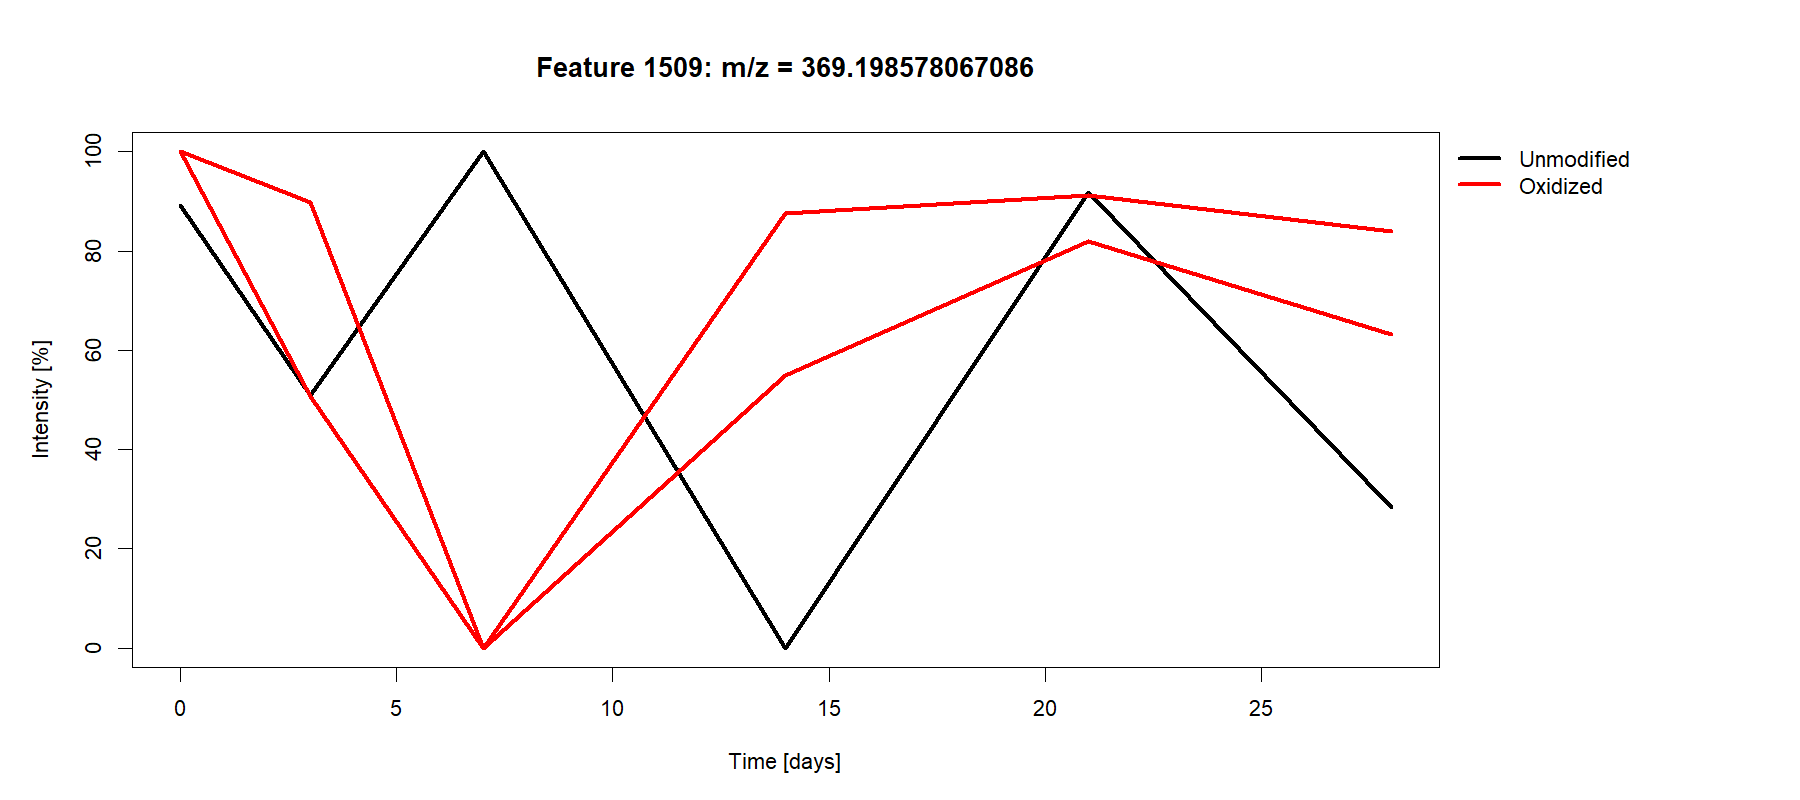 Feature 1509: m/z = 369.198578067086
Unmodified
Oxidized
Intensity [%]
100
80
60
40
20
0
0 5 10 15 20 25
Time [days]